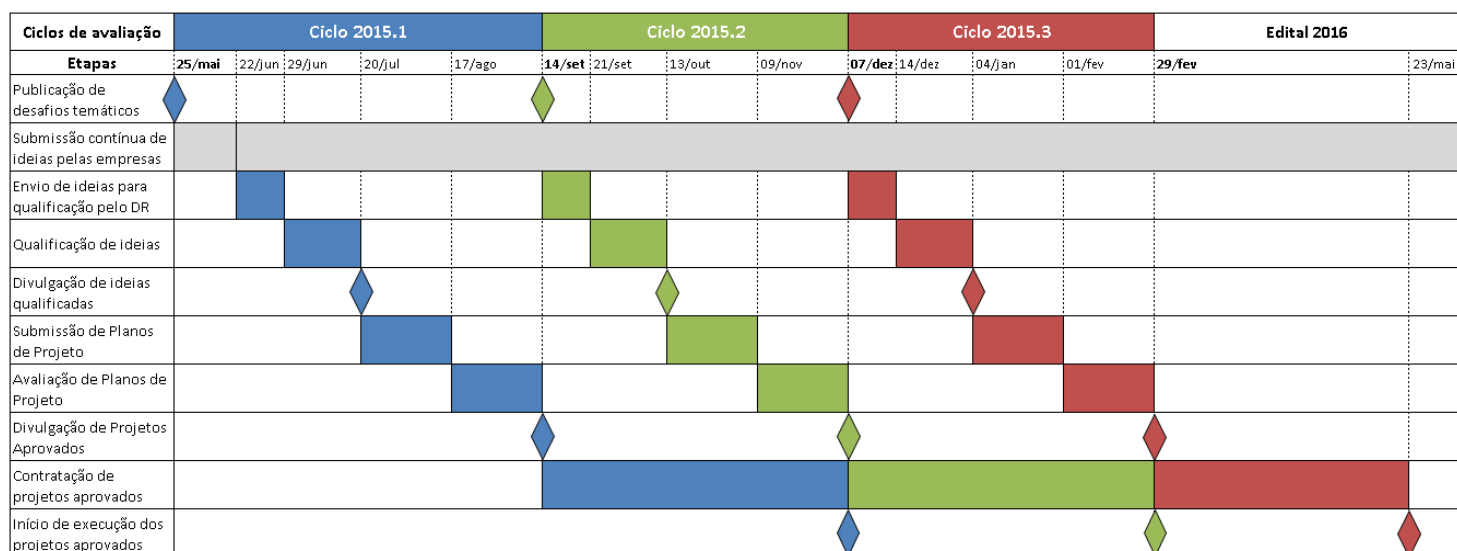 Ciclos de avaliação Ciclo 2015.1 Ciclo 2015.2 Ciclo 2015.3 Edital 2016
Etapas 25/mai 22/jun 29/jun 20/jul 17/ago 14/set 21/set 13/out 09/nov 07/dez 14/dez 04/jan 01/fev 29/fev 23/mai
Publicação de
desafios temáticos
Submissão contínua de
ideias pelas empresas
Envio de ideias para
qualificação pelo DR
Qualificação de ideias
Divulgação de ideias
qualificadas
Submissão de Planos
de Projeto
Avaliação de Planos de
Projeto
Divulgação de Projetos
Aprovados
Contratação de
projetos aprovados
Início de execução dos
projetos aprovados